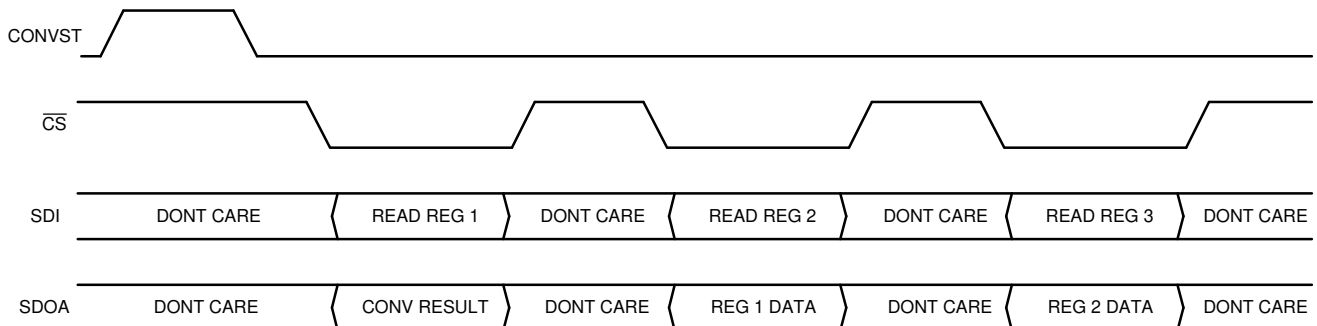 CONVST
C̅S̅
SDI DONT CARE READ REG 1 DONT CARE READ REG 2 DONT CARE READ REG 3 DONT CARE
SDOA DONT CARE CONV RESULT DONT CARE REG 1 DATA DONT CARE REG 2 DATA DONT CARE